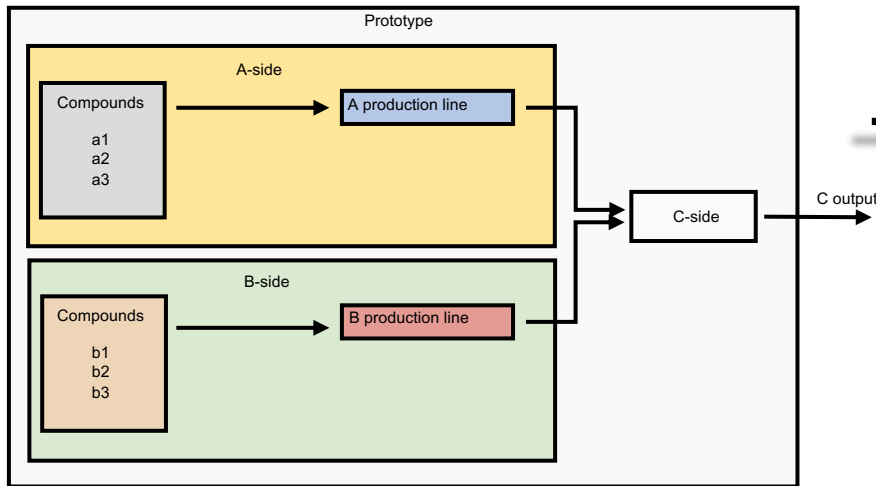 Prototype
A-side
Compounds
a1
a2
a3
A production line
C-side
C output
B-side
Compounds
b1
b2
b3
B production line